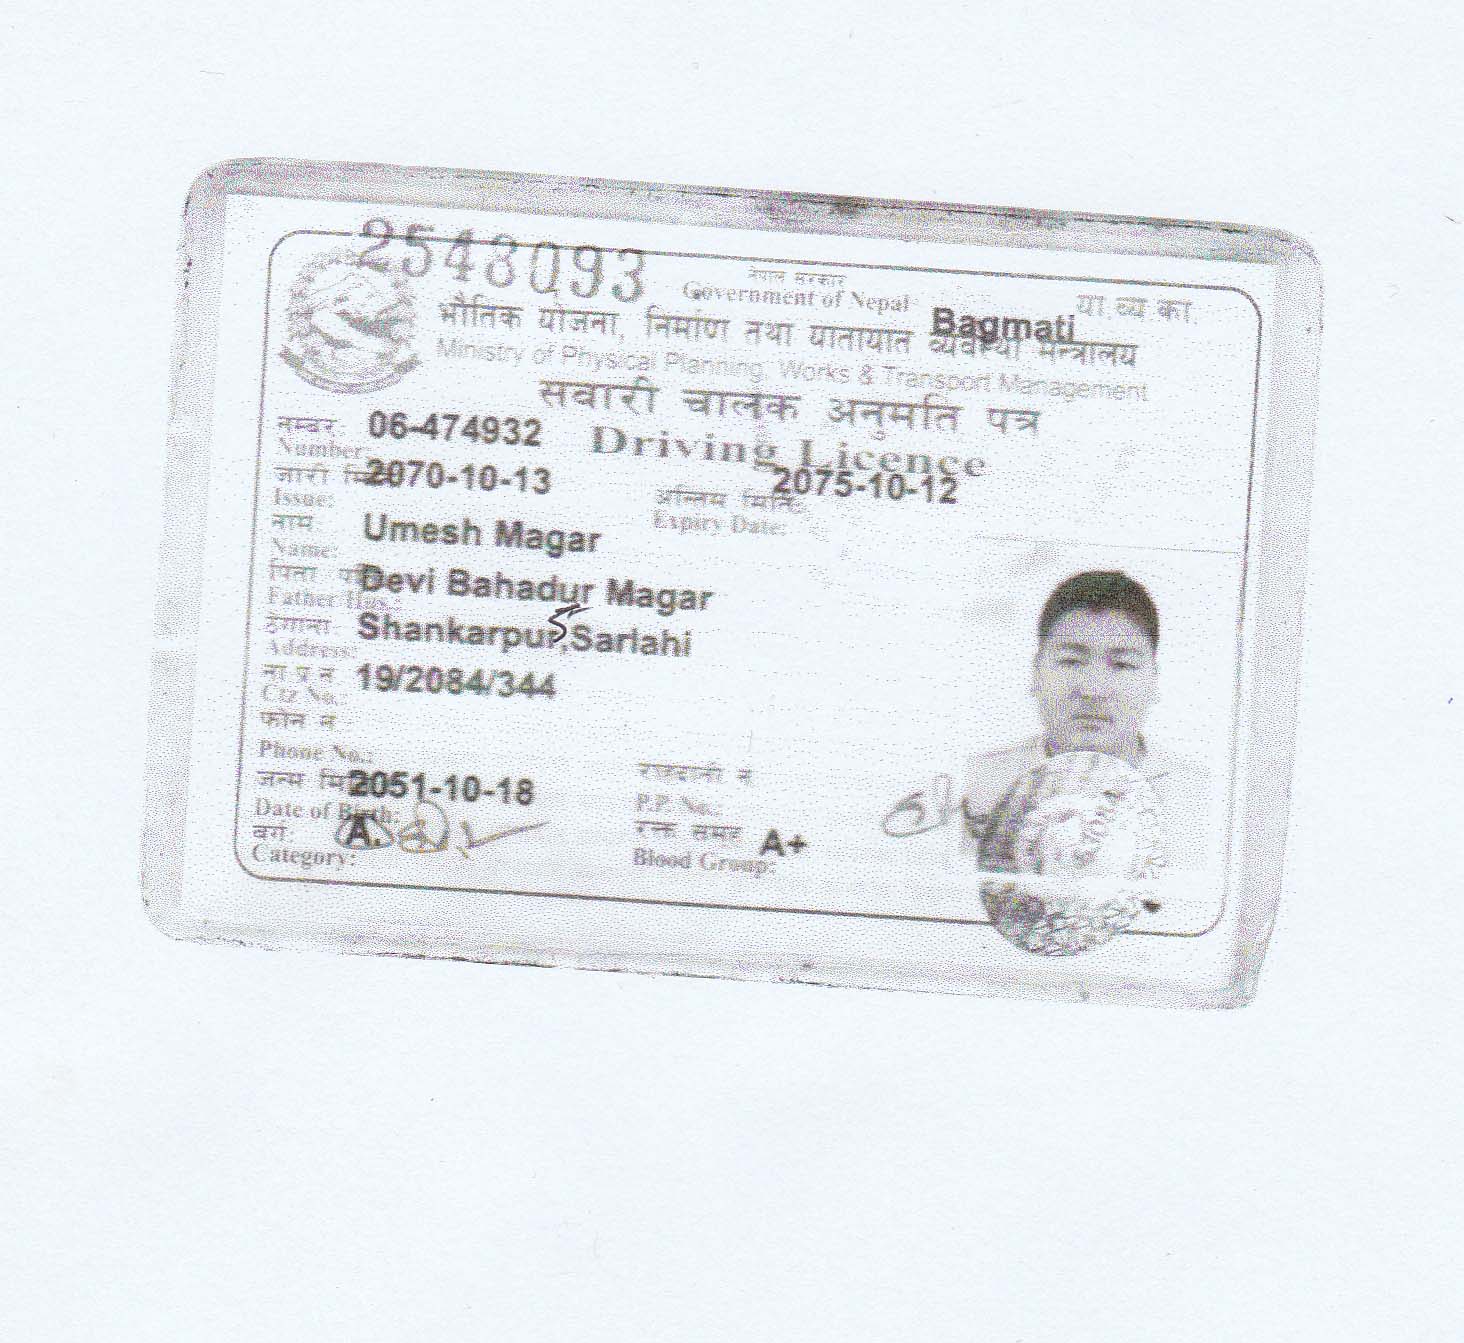 2543093
नेपाल सरकार
Government of Nepal
या.व्य.का.
Bagmati
भौतिक योजना, निर्माण तथा यातायात व्यवस्था मन्त्रालय
Ministry of Physical Planning, Works & Transport Management
सवारी चालक अनुमति पत्र
Driving Licence
नम्बर: 06-474932
Number:
जारी 2070-10-13 अन्तिम मिति: 2075-10-12
Issue: Expiry Date:
नाम: Umesh Magar
Name:
पिता Devi Bahadur Magar
Father
ठेगाना: Shankarpur,5 Sarlahi
Address:
ना.प्र.नं. 19/2084/344
Ctz. No.
फोन नं.
Phone No.:
जन्म 2051-10-18 राहदानी नं.
Date of Birth: P.P. No.:
वर्ग: A. रक्त समूह A+
Category: Blood Group: